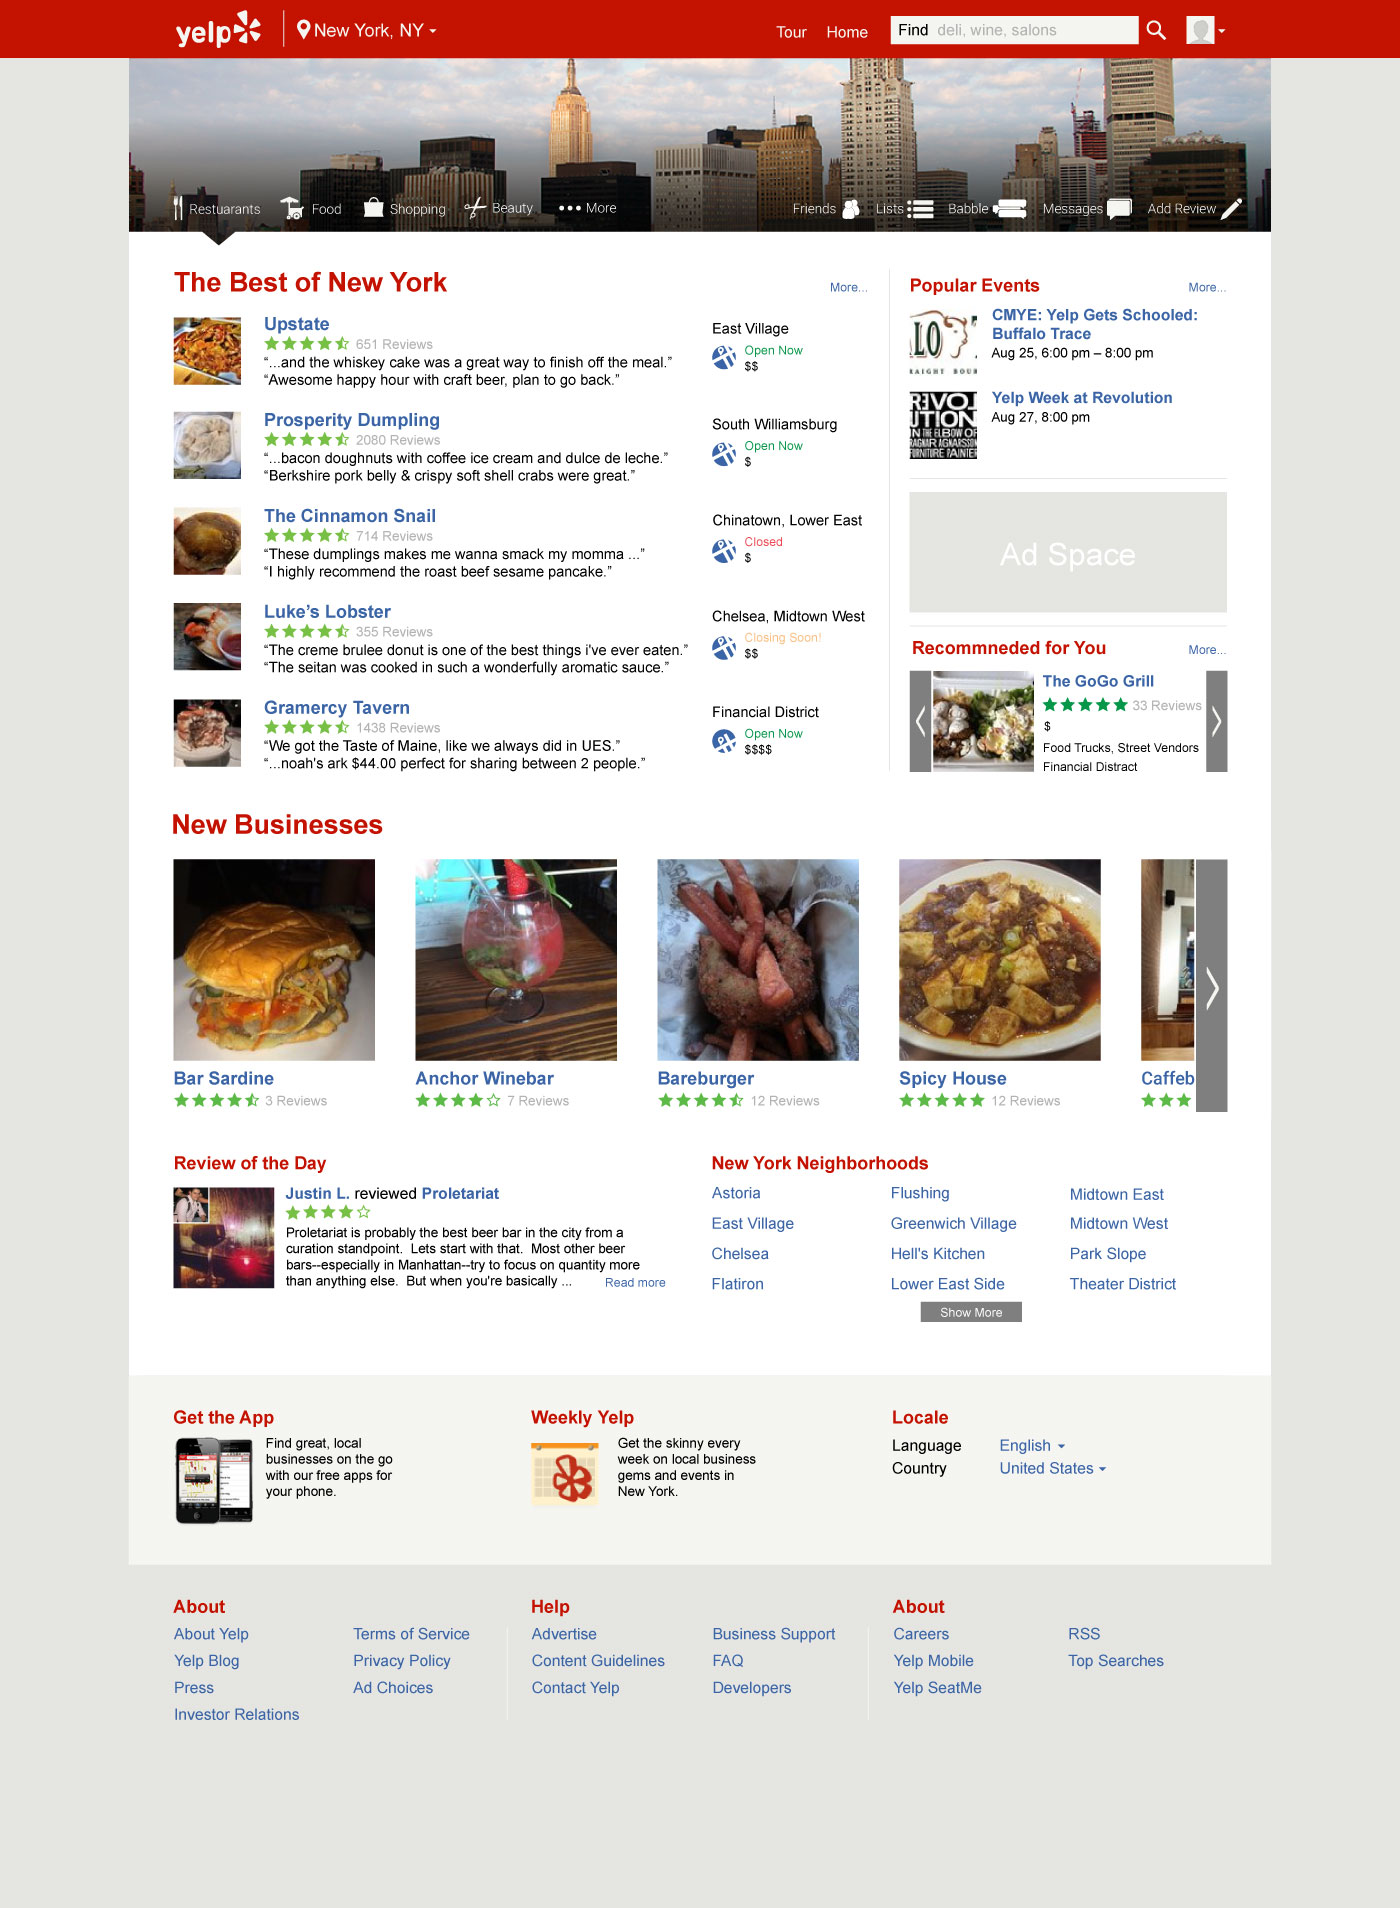 yelp
New York, NY
Tour Home Find deli, wine, salons
Restuarants Food Shopping Beauty More
Friends Lists Babble Messages Add Review
The Best of New York
More...
Upstate
651 Reviews
“...and the whiskey cake was a great way to finish off the meal.”
“Awesome happy hour with craft beer, plan to go back.”
East Village
Open Now
$$
Prosperity Dumpling
2080 Reviews
“...bacon doughnuts with coffee ice cream and dulce de leche.”
“Berkshire pork belly & crispy soft shell crabs were great.”
South Williamsburg
Open Now
$
The Cinnamon Snail
714 Reviews
“These dumplings makes me wanna smack my momma ...”
“I highly recommend the roast beef sesame pancake.”
Chinatown, Lower East
Closed
$
Luke’s Lobster
355 Reviews
“The creme brulee donut is one of the best things i've ever eaten.”
“The seitan was cooked in such a wonderfully aromatic sauce.”
Chelsea, Midtown West
Closing Soon!
$$
Gramercy Tavern
1438 Reviews
“We got the Taste of Maine, like we always did in UES.”
“...noah's ark $44.00 perfect for sharing between 2 people.”
Financial District
Open Now
$$$$
Popular Events
More...
LO
RAIGHT BOUR
CMYE: Yelp Gets Schooled:
Buffalo Trace
Aug 25, 6:00 pm – 8:00 pm
REVOL
UTION
IN THE ELBOW OF
RAGNAR AGNARSSON
FURNITURE PAINTER
Yelp Week at Revolution
Aug 27, 8:00 pm
Ad Space
Recommneded for You
More...
The GoGo Grill
33 Reviews
$
Food Trucks, Street Vendors
Financial Distract
New Businesses
Bar Sardine
3 Reviews
Anchor Winebar
7 Reviews
Bareburger
12 Reviews
Spicy House
12 Reviews
Caffeb
Review of the Day
Justin L. reviewed Proletariat
Proletariat is probably the best beer bar in the city from a
curation standpoint. Lets start with that. Most other beer
bars--especially in Manhattan--try to focus on quantity more
than anything else. But when you're basically ... Read more
New York Neighborhoods
Astoria Flushing Midtown East
East Village Greenwich Village Midtown West
Chelsea Hell's Kitchen Park Slope
Flatiron Lower East Side Theater District
Show More
Get the App
Find great, local
businesses on the go
with our free apps for
your phone.
Weekly Yelp
Get the skinny every
week on local business
gems and events in
New York.
Locale
Language English
Country United States
About
About Yelp Terms of Service
Yelp Blog Privacy Policy
Press Ad Choices
Investor Relations
Help
Advertise Business Support
Content Guidelines FAQ
Contact Yelp Developers
About
Careers RSS
Yelp Mobile Top Searches
Yelp SeatMe